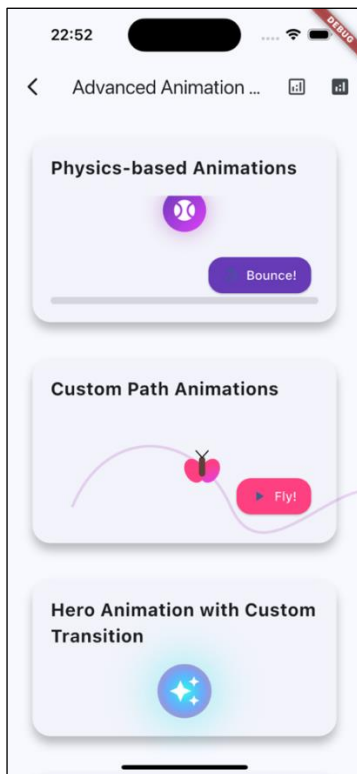 22:52
DEBUG
Advanced Animation ...
Physics-based Animations
Bounce!
Custom Path Animations
Fly!
Hero Animation with Custom
Transition